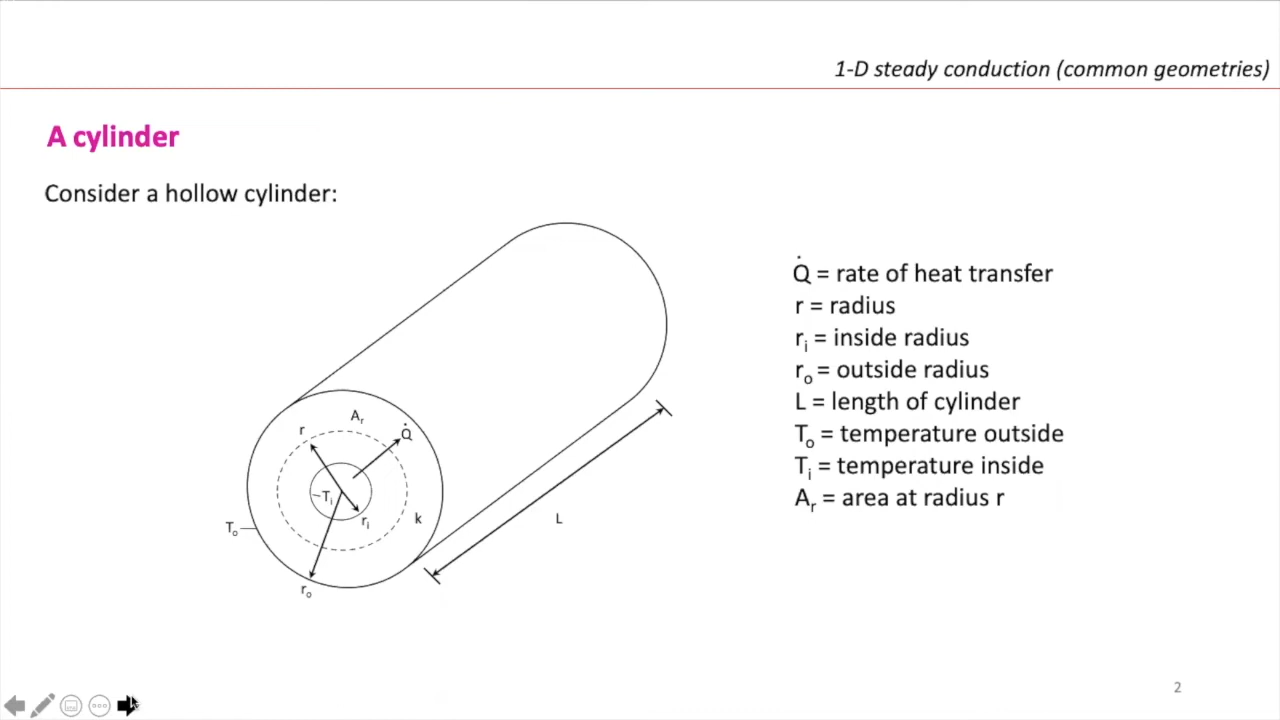 1-D steady conduction (common geometries)
A cylinder
Consider a hollow cylinder:
Q̇ = rate of heat transfer
r = radius
rᵢ = inside radius
rₒ = outside radius
L = length of cylinder
Tₒ = temperature outside
Tᵢ = temperature inside
Aᵣ = area at radius r
Aᵣ
r
Q̇
Tᵢ
rᵢ
k
Tₒ
L
rₒ
2